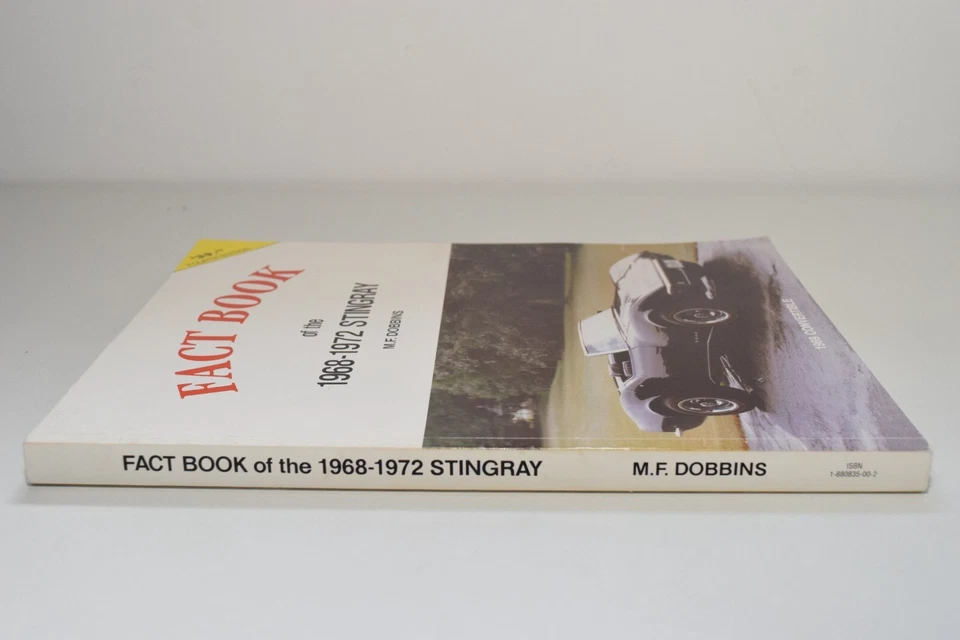 FACT BOOK
of the
1968-1972 STINGRAY
M.F. DOBBINS
1968 CONVERTIBLE
FACT BOOK of the 1968-1972 STINGRAY
M.F. DOBBINS
ISBN
1-880835-00-2